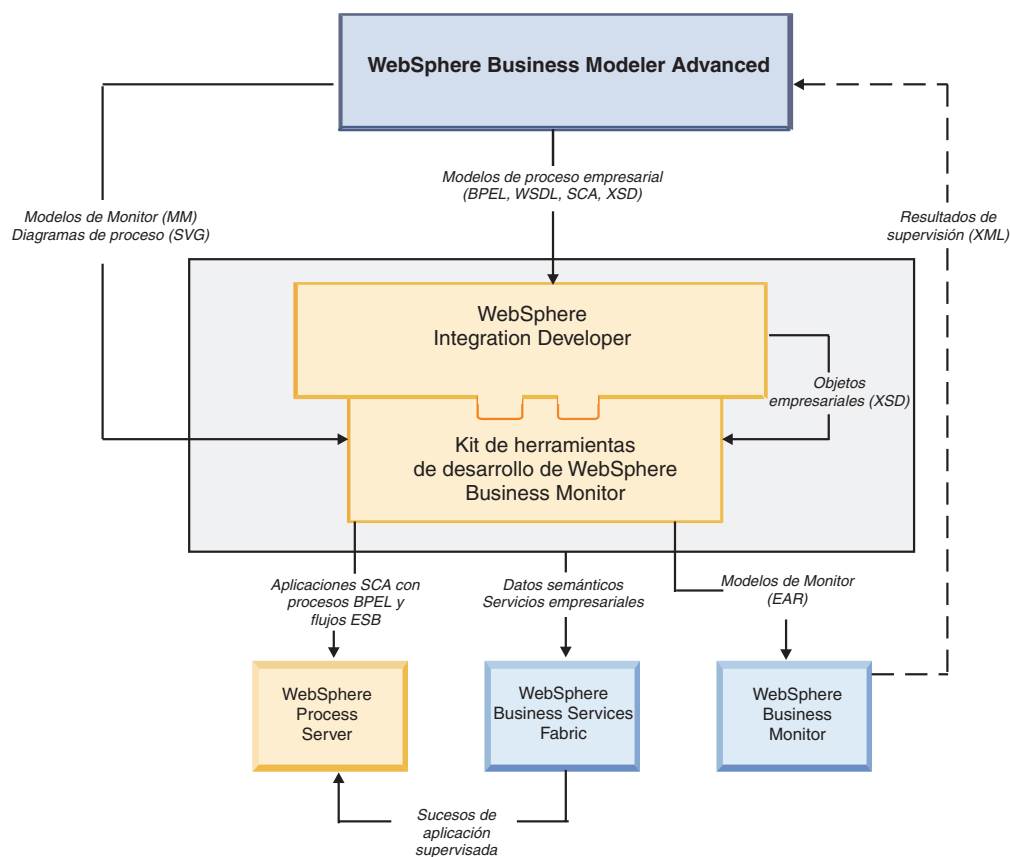 WebSphere Business Modeler Advanced
Modelos de proceso empresarial
(BPEL, WSDL, SCA, XSD)
Modelos de Monitor (MM)
Diagramas de proceso (SVG)
Resultados de
supervisión (XML)
WebSphere
Integration Developer
Objetos
empresariales (XSD)
Kit de herramientas
de desarrollo de WebSphere
Business Monitor
Aplicaciones SCA con
procesos BPEL y
flujos ESB
Datos semánticos
Servicios empresariales
Modelos de Monitor
(EAR)
WebSphere
Process
Server
WebSphere
Business Services
Fabric
WebSphere
Business
Monitor
Sucesos de
aplicación
supervisada